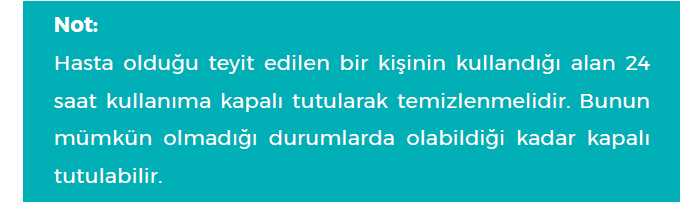 Not:
Hasta olduğu teyit edilen bir kişinin kullandığı alan 24
saat kullanıma kapalı tutularak temizlenmelidir. Bunun
mümkün olmadığı durumlarda olabildiği kadar kapalı
tutulabilir.